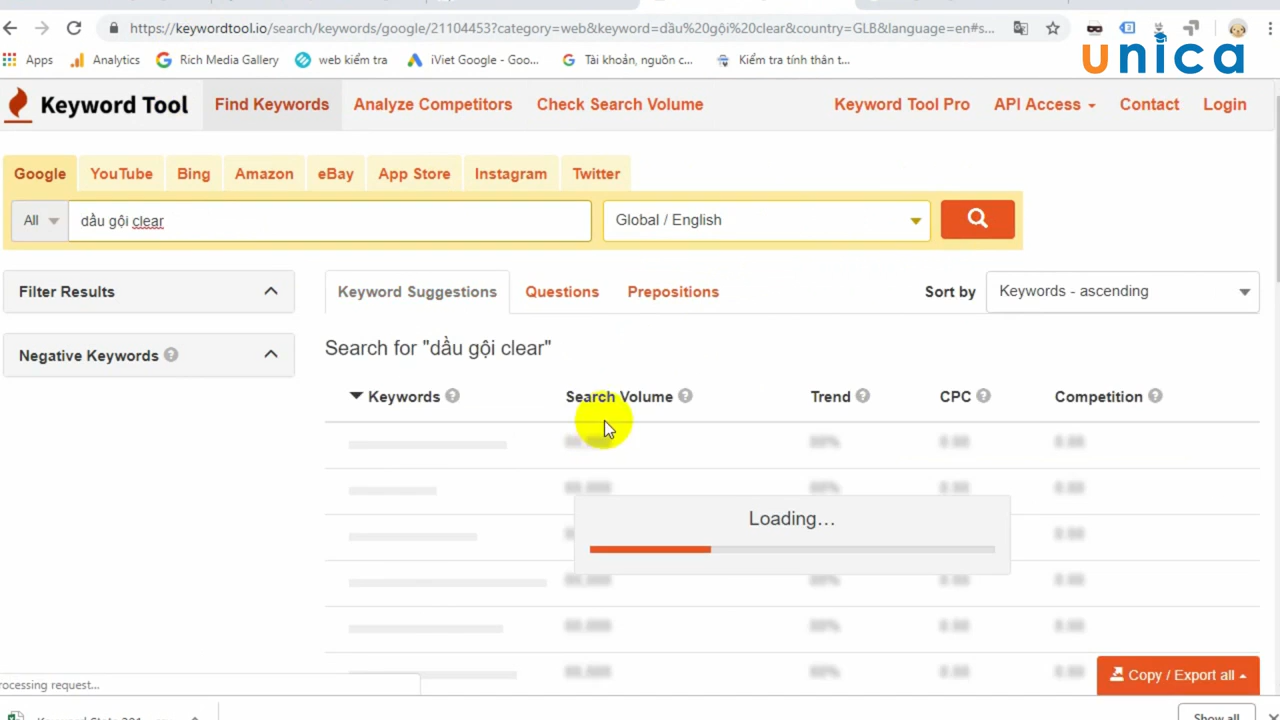 https://keywordtool.io/search/keywords/google/21104453?category=web&keyword=dầu%20gội%20clear&country=GLB&language=en#s...
unica
Apps Analytics Rich Media Gallery web kiểm tra iViet Google - Goo... Tài khoản, nguồn c... Kiểm tra tính thân t...
Keyword Tool Find Keywords Analyze Competitors Check Search Volume Keyword Tool Pro API Access Contact Login
Google YouTube Bing Amazon eBay App Store Instagram Twitter
All dầu gội clear Global / English
Filter Results Keyword Suggestions Questions Prepositions Sort by Keywords - ascending
Negative Keywords ?
Search for "dầu gội clear"
Keywords ? Search Volume ? Trend ? CPC ? Competition ?
Loading...
Copy / Export all
rocessing request...
Show all